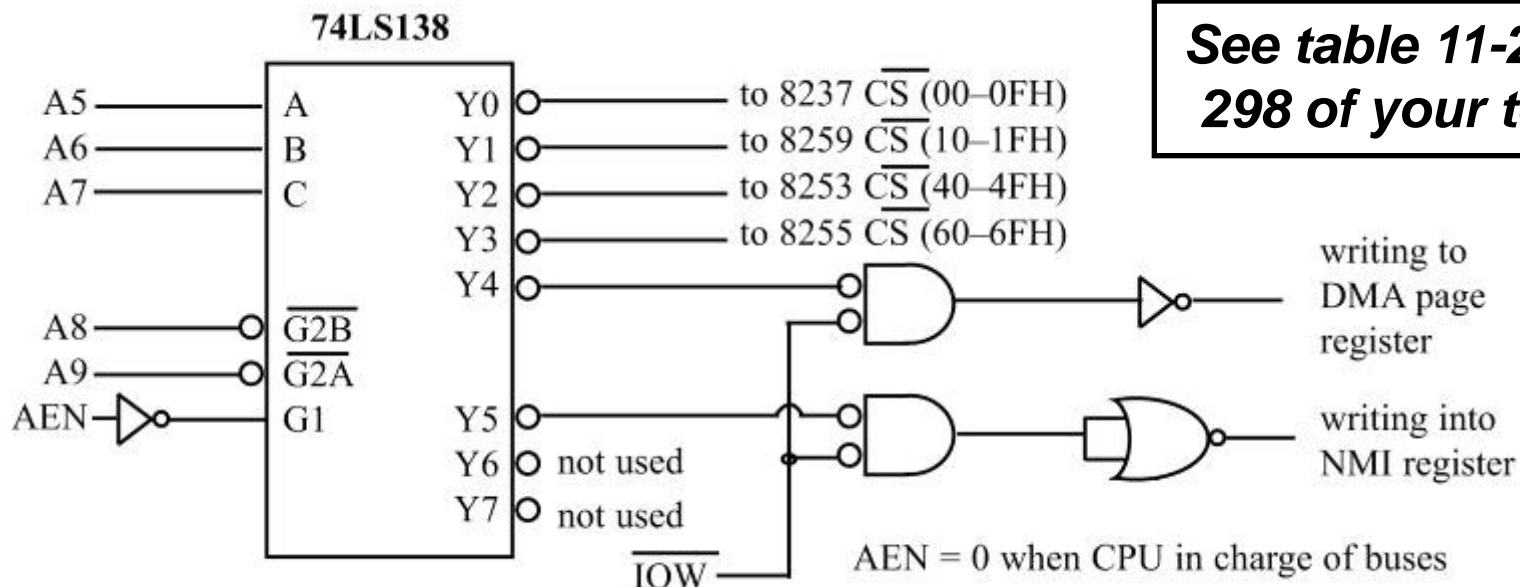 74LS138
See table 11-2
298 of your t
A5
A6
A7
A8
A9
AEN
A
B
C
G2B
G2A
G1
Y0
Y1
Y2
Y3
Y4
Y5
Y6
Y7
to 8237 CS (00–0FH)
to 8259 CS (10–1FH)
to 8253 CS (40–4FH)
to 8255 CS (60–6FH)
not used
not used
writing to
DMA page
register
writing into
NMI register
IOW
AEN = 0 when CPU in charge of buses